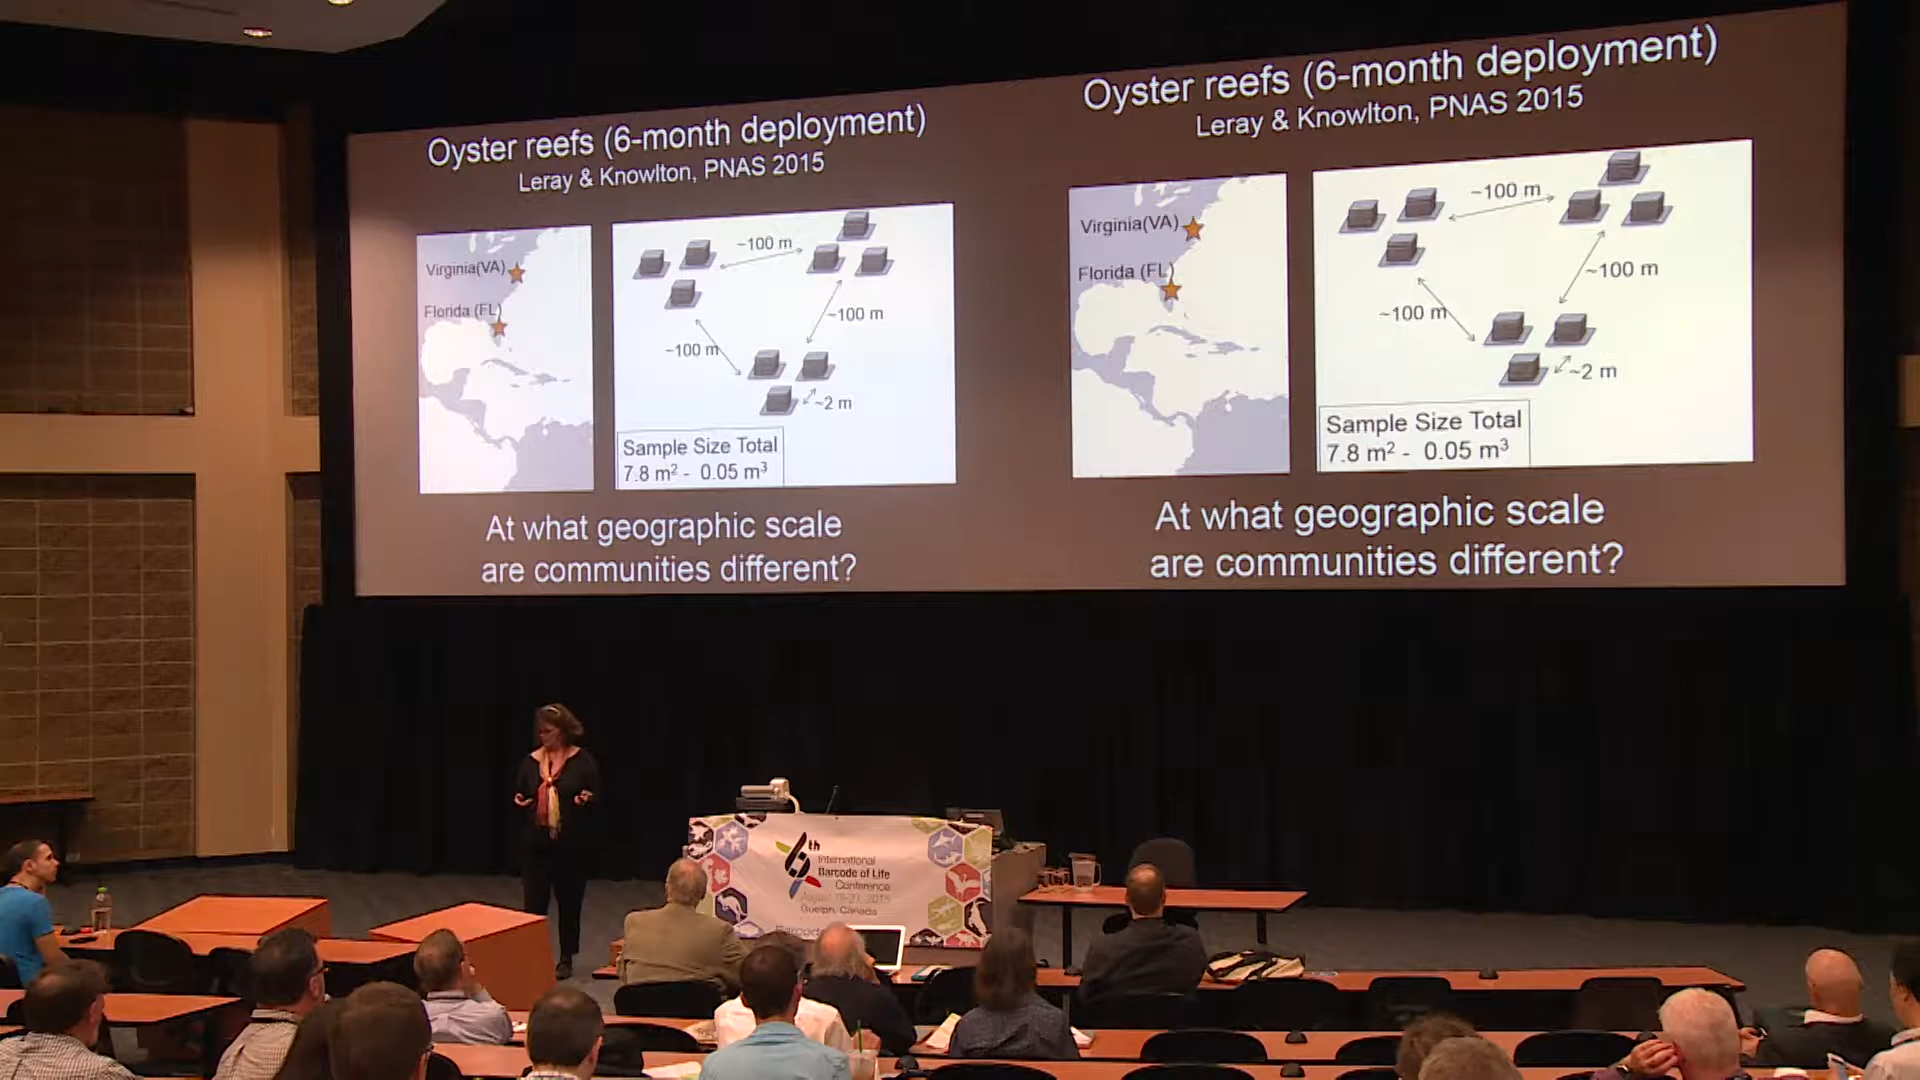 Oyster reefs (6-month deployment)
Leray & Knowlton, PNAS 2015
Virginia(VA)
Florida (FL)
~100 m
~100 m
~100 m
~2 m
Sample Size Total
7.8 m² - 0.05 m³
At what geographic scale
are communities different?
Oyster reefs (6-month deployment)
Leray & Knowlton, PNAS 2015
Virginia(VA)
Florida (FL)
~100 m
~100 m
~100 m
~2 m
Sample Size Total
7.8 m² - 0.05 m³
At what geographic scale
are communities different?
6th
International
Barcode of Life
Conference
Guelph, Canada